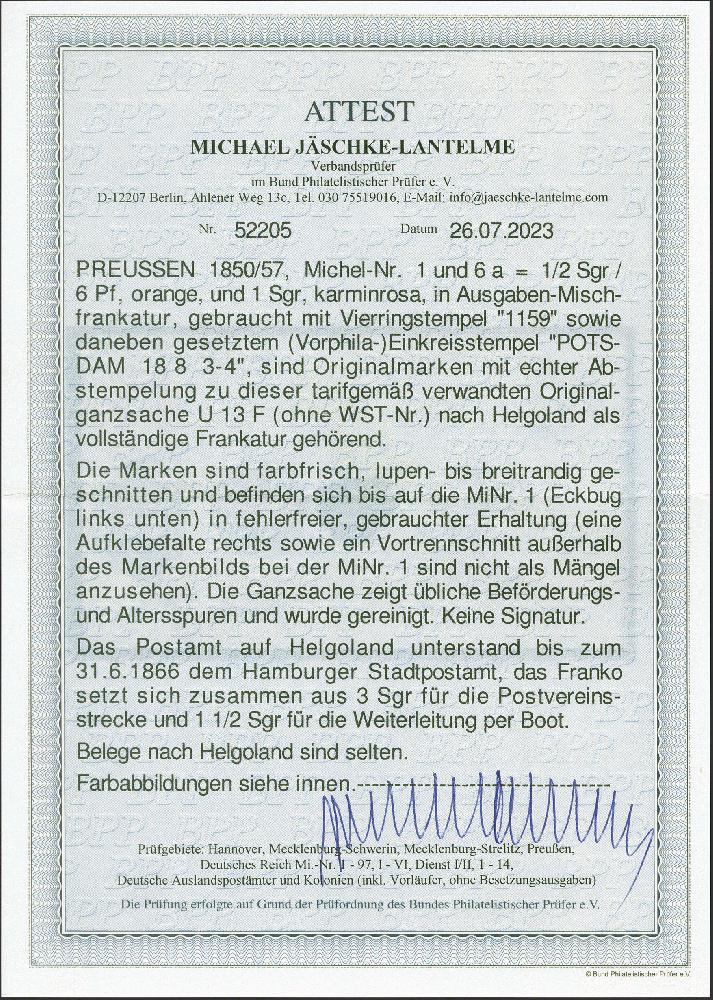 ATTEST
MICHAEL JÄSCHKE-LANTELME
Verbandsprüfer
im Bund Philatelistischer Prüfer e. V.
D-12207 Berlin, Ahlener Weg 13c, Tel. 030 75519016, E-Mail: info@jaeschke-lantelme.com
Nr. 52205 Datum 26.07.2023
PREUSSEN 1850/57, Michel-Nr. 1 und 6 a = 1/2 Sgr /
6 Pf, orange, und 1 Sgr, karminrosa, in Ausgaben-Misch-
frankatur, gebraucht mit Vierringstempel "1159" sowie
daneben gesetztem (Vorphila-)Einkreisstempel "POTS-
DAM 18 8 3-4", sind Originalmarken mit echter Ab-
stempelung zu dieser tarifgemäß verwandten Original-
ganzsache U 13 F (ohne WST-Nr.) nach Helgoland als
vollständige Frankatur gehörend.
Die Marken sind farbfrisch, lupen- bis breitrandig ge-
schnitten und befinden sich bis auf die MiNr. 1 (Eckbug
links unten) in fehlerfreier, gebrauchter Erhaltung (eine
Aufklebefalte rechts sowie ein Vortrennschnitt außerhalb
des Markenbilds bei der MiNr. 1 sind nicht als Mängel
anzusehen). Die Ganzsache zeigt übliche Beförderungs-
und Altersspuren und wurde gereinigt. Keine Signatur.
Das Postamt auf Helgoland unterstand bis zum
31.6.1866 dem Hamburger Stadtpostamt, das Franko
setzt sich zusammen aus 3 Sgr für die Postvereins-
strecke und 1 1/2 Sgr für die Weiterleitung per Boot.
Belege nach Helgoland sind selten.
Farbabbildungen siehe innen.------------------------------
Prüfgebiete: Hannover, Mecklenburg-Schwerin, Mecklenburg-Strelitz, Preußen,
Deutsches Reich Mi.-Nr. 1 - 97, I - VI, Dienst I/II, 1 - 14,
Deutsche Auslandspostämter und Kolonien (inkl. Vorläufer, ohne Besetzungsausgaben)
Die Prüfung erfolgte auf Grund der Prüfordnung des Bundes Philatelistischer Prüfer e.V.
© Bund Philatelistischer Prüfer e.V.